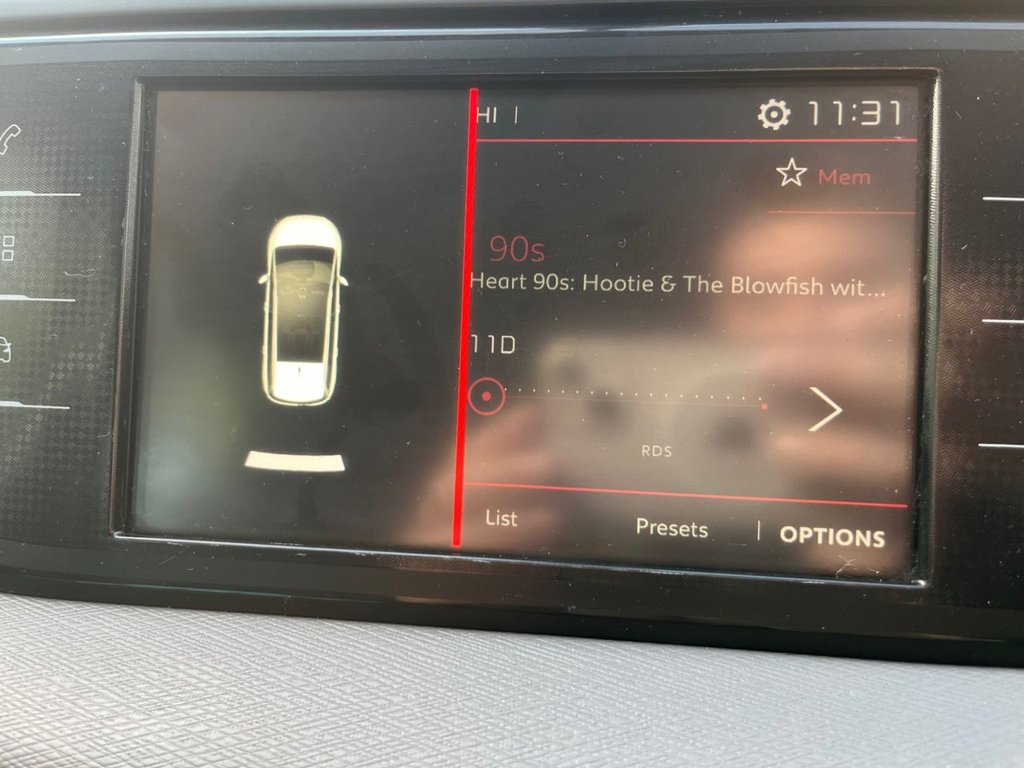 HI | 11:31
Mem
90s
Heart 90s: Hootie & The Blowfish wit...
11D
RDS
List Presets | OPTIONS